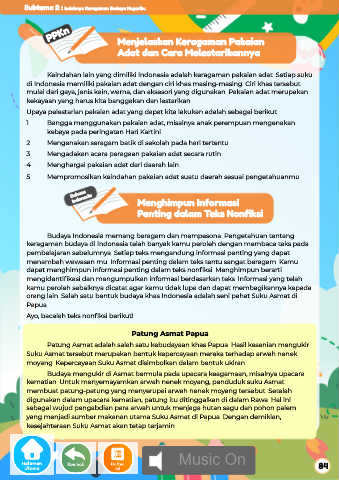 Subtema 2 : Indahnya Keragaman Budaya Negeriku
PPKn
Menjelaskan Keragaman Pakaian
Adat dan Cara Melestarikannya
Keindahan lain yang dimiliki Indonesia adalah keragaman pakaian adat Setiap suku
di Indonesia memiliki pakaian adat dengan ciri khas masing-masing Ciri khas tersebut
mulai dari gaya, jenis kain, warna, dan aksesori yang digunakan Pakaian adat merupakan
kekayaan yang harus kita banggakan dan lestarikan
Upaya pelestarian pakaian adat yang dapat kita lakukan adalah sebagai berikut
1 Bangga menggunakan pakaian adat, misalnya anak perempuan mengenakan
kebaya pada peringatan Hari Kartini
2 Mengenakan seragam batik di sekolah pada hari tertentu
3 Mengadakan acara peragaan pakaian adat secara rutin
4 Menghargai pakaian adat dari daerah lain
5 Mempromosikan keindahan pakaian adat suatu daerah sesuai pengetahuanmu
Bahasa
Indonesia
Menghimpun Informasi
Penting dalam Teks Nonfiksi
Budaya Indonesia memang beragam dan mempesona Pengetahuan tentang
keragaman budaya di Indonesia telah banyak kamu peroleh dengan membaca teks pada
pembelajaran sebelumnya Setiap teks mengandung informasi penting yang dapat
menambah wawasan mu Informasi penting dalam teks tentu sangat beragam Kamu
dapat menghimpun informasi penting dalam teks nonfiksi Menghimpun berarti
mengidentifikasi dan mengumpulkan informasi berdasarkan teks Informasi yang telah
kamu peroleh sebaiknya dicatat agar kamu tidak lupa dan dapat membagikannya kepada
orang lain Salah satu bentuk budaya khas Indonesia adalah seni pahat Suku Asmat di
Papua
Ayo, bacalah teks nonfiksi berikut!
Patung Asmat Papua
Patung Asmat adalah salah satu kebudayaan khas Papua Hasil kesenian mengukir
Suku Asmat tersebut merupakan bentuk kepercayaan mereka terhadap arwah nenek
moyang Kepercayaan Suku Asmat disimbolkan dalam bentuk ukiran
Budaya mengukir di Asmat bermula pada upacara keagamaan, misalnya upacara
kematian Untuk menyemayamkan arwah nenek moyang, penduduk suku Asmat
membuat patung-patung yang menyerupai arwah nenek moyang tersebut Setelah
digunakan dalam upacara kematian, patung itu ditinggalkan di dalam Rawa Hal ini
sebagai wujud pengabdian para arwah untuk menjaga hutan sagu dan pohon palem
yang menjadi sumber makanan utama Suku Asmat di Papua Dengan demikian,
kesejahteraan Suku Asmat akan tetap terjamin
Halaman
Utama
Music On
84